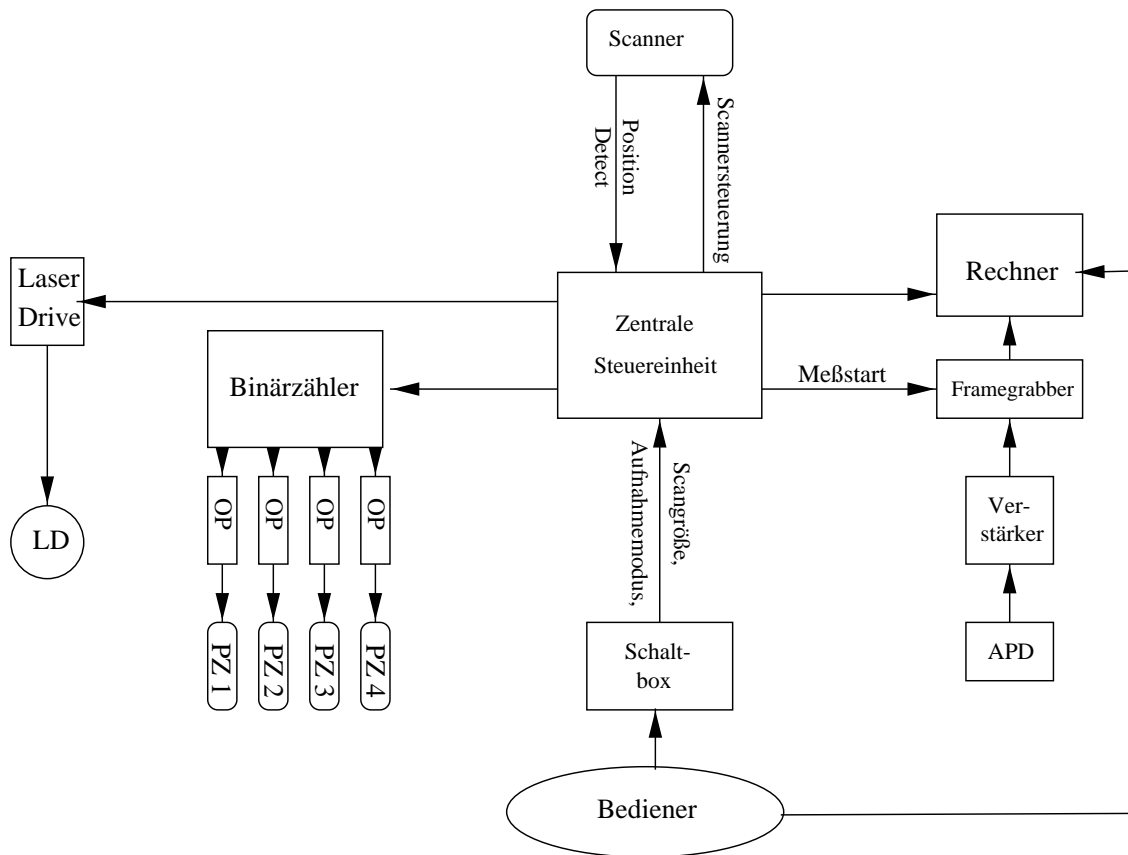 Scanner
Position
Detect
Scannersteuerung
Laser
Drive
Zentrale
Steuereinheit
Rechner
Binärzähler
Meßstart
Framegrabber
OP
OP
OP
OP
LD
Scangröße,
Aufnahmemodus,
Ver-
stärker
PZ 1
PZ 2
PZ 3
PZ 4
Schalt-
box
APD
Bediener